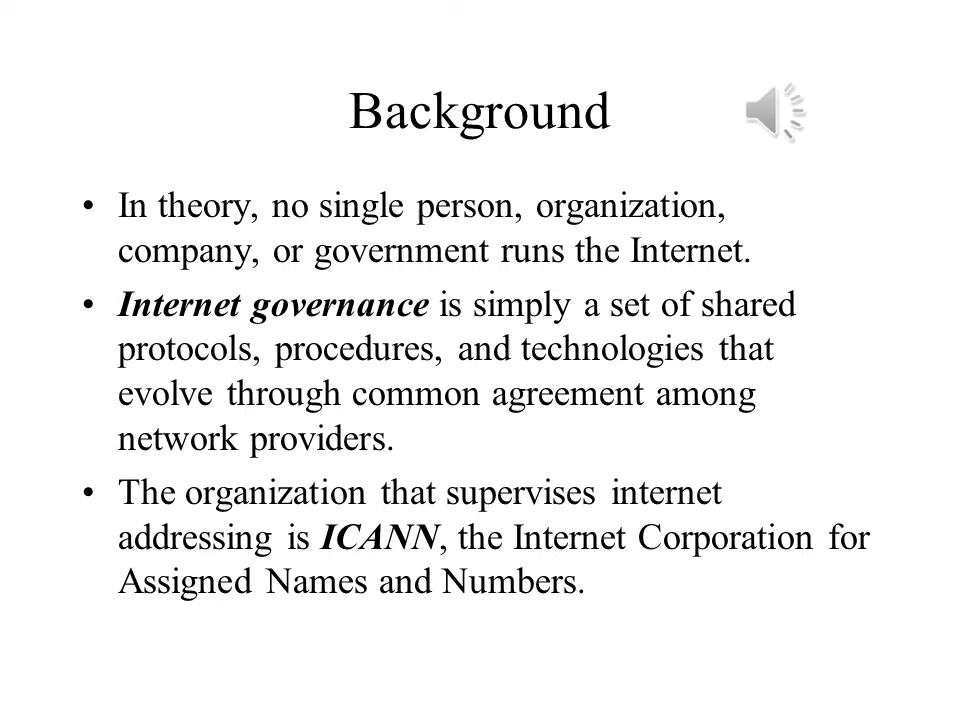 Background
• In theory, no single person, organization,
company, or government runs the Internet.
• Internet governance is simply a set of shared
protocols, procedures, and technologies that
evolve through common agreement among
network providers.
• The organization that supervises internet
addressing is ICANN, the Internet Corporation for
Assigned Names and Numbers.